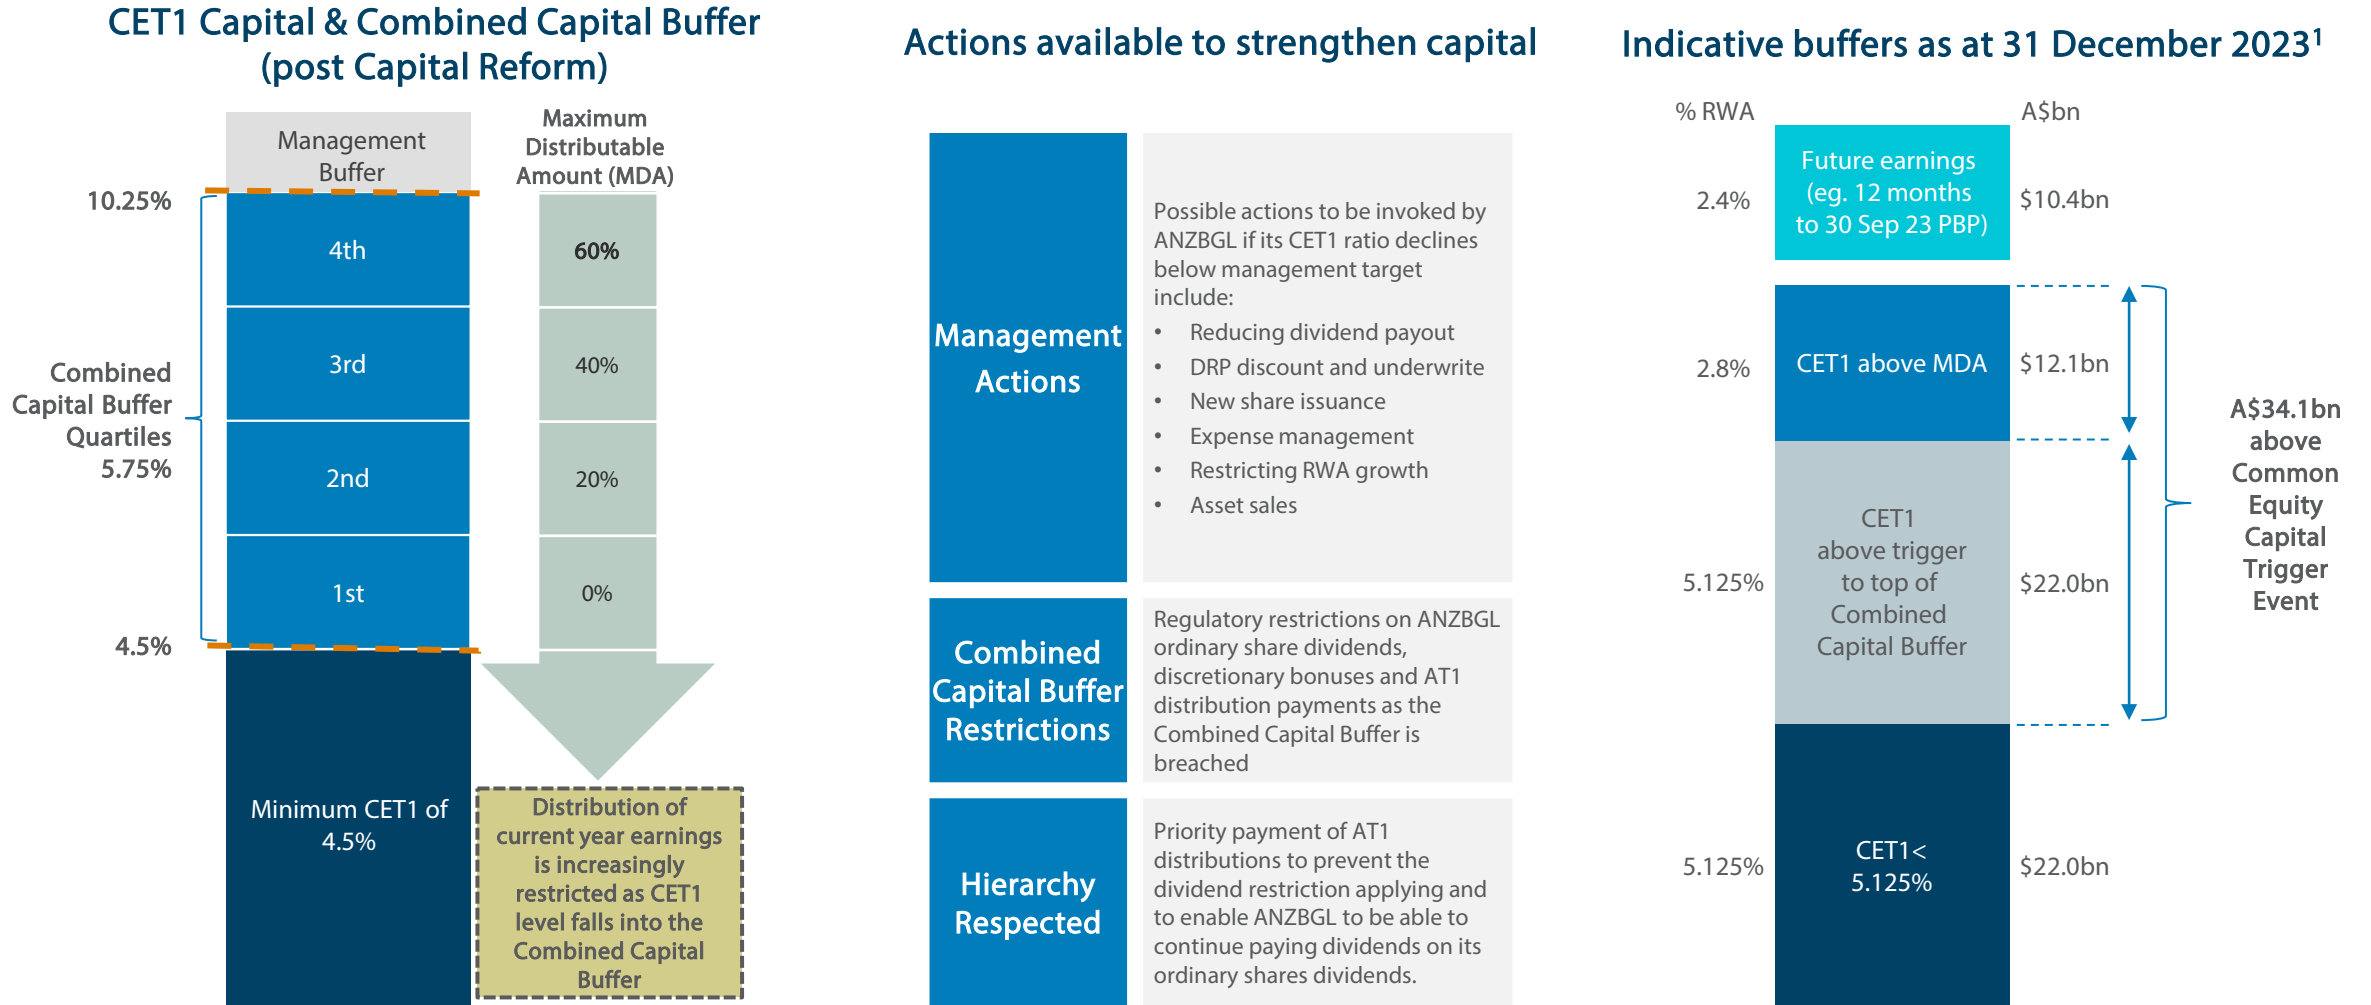 CET1 Capital & Combined Capital Buffer
(post Capital Reform)
Management
Buffer
10.25%
4th
3rd
2nd
1st
Combined
Capital Buffer
Quartiles
5.75%
4.5%
Minimum CET1 of
4.5%
Maximum
Distributable
Amount (MDA)
60%
40%
20%
0%
Distribution of
current year earnings
is increasingly
restricted as CET1
level falls into the
Combined Capital
Buffer
Actions available to strengthen capital
Management
Actions
Possible actions to be invoked by
ANZBGL if its CET1 ratio declines
below management target
include:
• Reducing dividend payout
• DRP discount and underwrite
• New share issuance
• Expense management
• Restricting RWA growth
• Asset sales
Combined
Capital Buffer
Restrictions
Regulatory restrictions on ANZBGL
ordinary share dividends,
discretionary bonuses and AT1
distribution payments as the
Combined Capital Buffer is
breached
Hierarchy
Respected
Priority payment of AT1
distributions to prevent the
dividend restriction applying and
to enable ANZBGL to be able to
continue paying dividends on its
ordinary shares dividends.
Indicative buffers as at 31 December 2023¹
% RWA
A$bn
2.4%
Future earnings
(eg. 12 months
to 30 Sep 23 PBP)
$10.4bn
2.8%
CET1 above MDA
$12.1bn
5.125%
CET1
above trigger
to top of
Combined
Capital Buffer
$22.0bn
5.125%
CET1<
5.125%
$22.0bn
A$34.1bn
above
Common
Equity
Capital
Trigger
Event